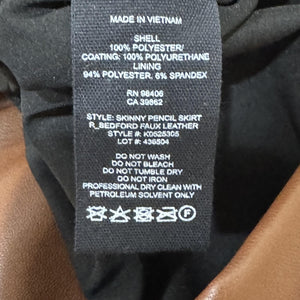 MADE IN VIETNAM
SHELL
100% POLYESTER/
COATING: 100% POLYURETHANE
LINING
94% POLYESTER, 6% SPANDEX
RN 98406
CA 39862
STYLE: SKINNY PENCIL SKIRT
R_BEDFORD FAUX LEATHER
STYLE #: K0525305
LOT #: 436504
DO NOT WASH
DO NOT BLEACH
DO NOT TUMBLE DRY
DO NOT IRON
PROFESSIONAL DRY CLEAN WITH
PETROLEUM SOLVENT ONLY
F